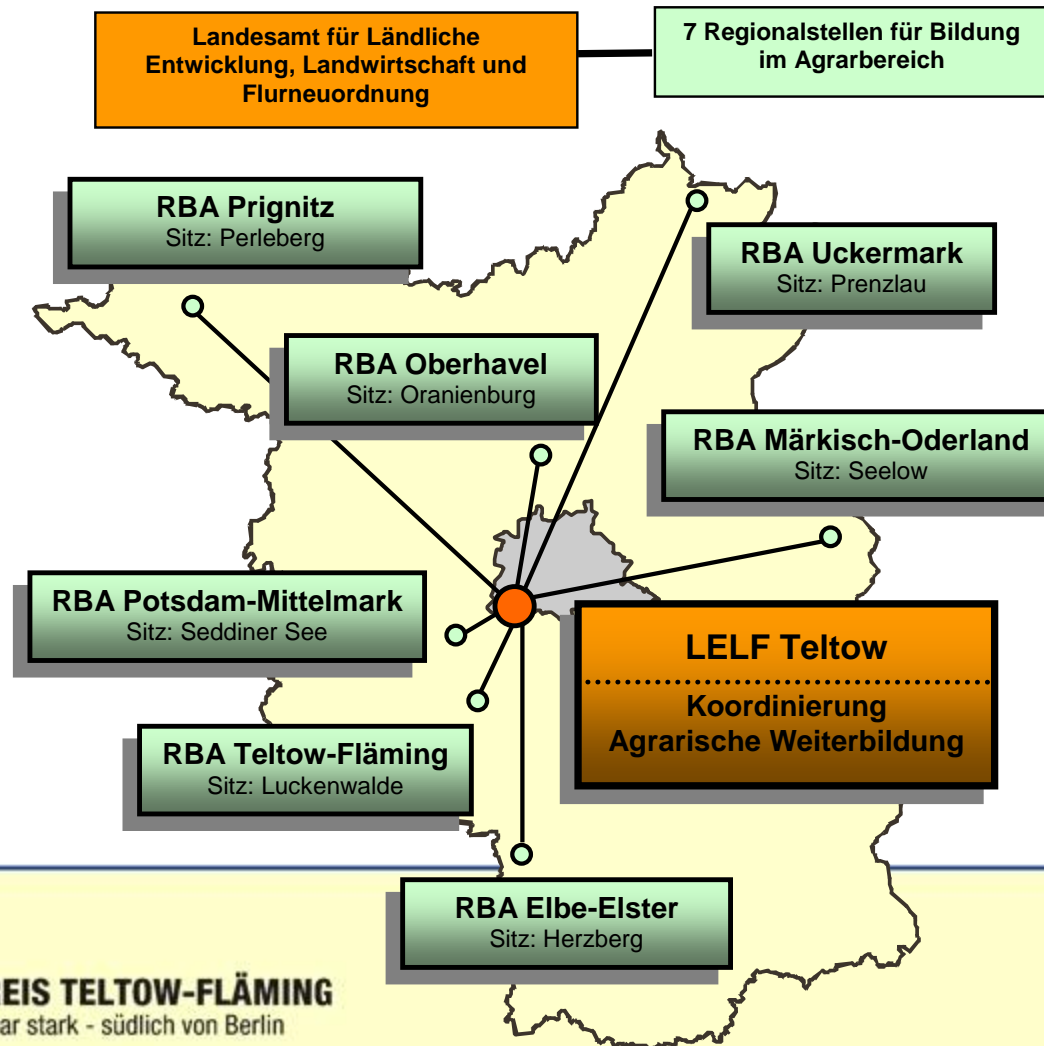 Landesamt für Ländliche
Entwicklung, Landwirtschaft und
Flurneuordnung
7 Regionalstellen für Bildung
im Agrarbereich
RBA Prignitz
Sitz: Perleberg
RBA Uckermark
Sitz: Prenzlau
RBA Oberhavel
Sitz: Oranienburg
RBA Märkisch-Oderland
Sitz: Seelow
RBA Potsdam-Mittelmark
Sitz: Seddiner See
LELF Teltow
Koordinierung
Agrarische Weiterbildung
RBA Teltow-Fläming
Sitz: Luckenwalde
RBA Elbe-Elster
Sitz: Herzberg
EIS TELTOW-FLÄMING
ar stark - südlich von Berlin